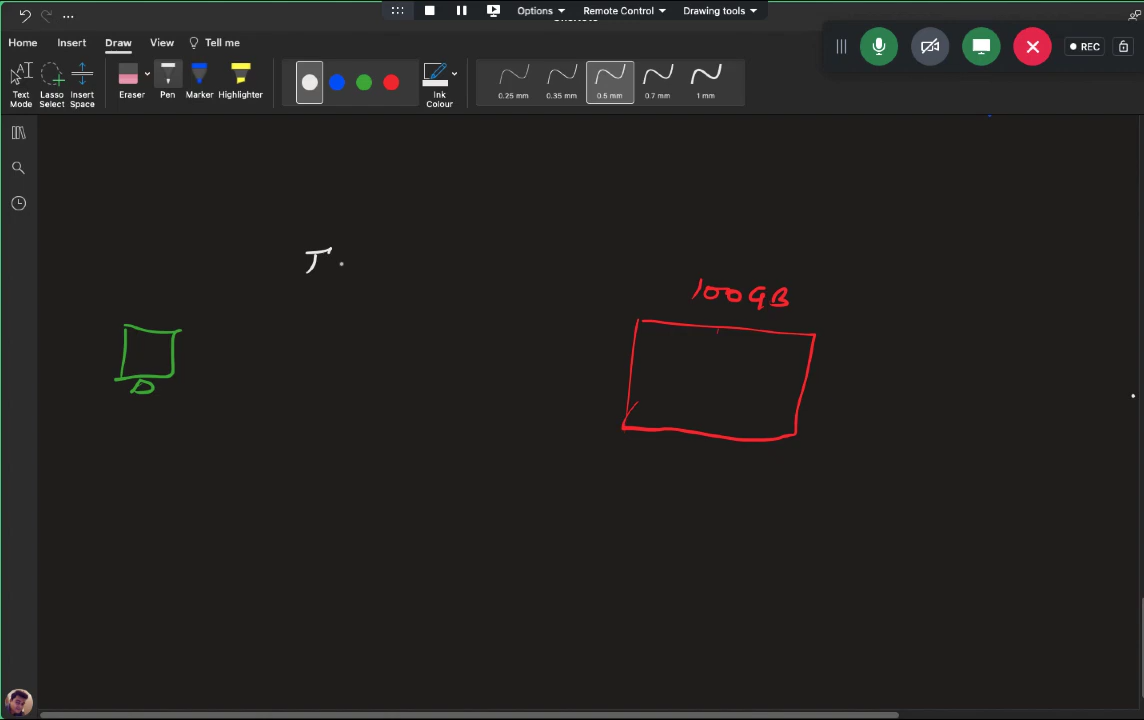 Options Remote Control Drawing tools
Home Insert Draw View Tell me
REC
Text Mode Lasso Select Insert Space Eraser Pen Marker Highlighter Ink Colour 0.25 mm 0.35 mm 0.5 mm 0.7 mm 1 mm
100GB
D